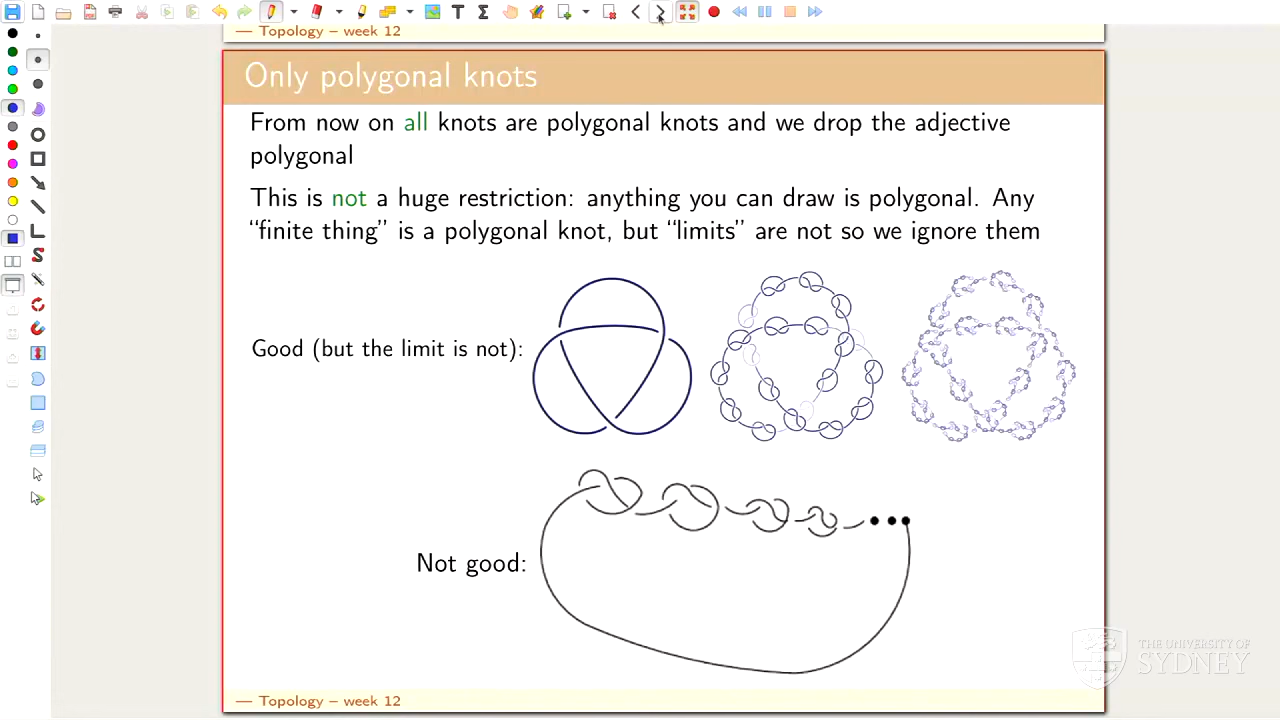 — Topology – week 12
Only polygonal knots
From now on all knots are polygonal knots and we drop the adjective
polygonal
This is not a huge restriction: anything you can draw is polygonal. Any
“finite thing” is a polygonal knot, but “limits” are not so we ignore them
Good (but the limit is not):
Not good:
THE UNIVERSITY OF
SYDNEY
— Topology – week 12